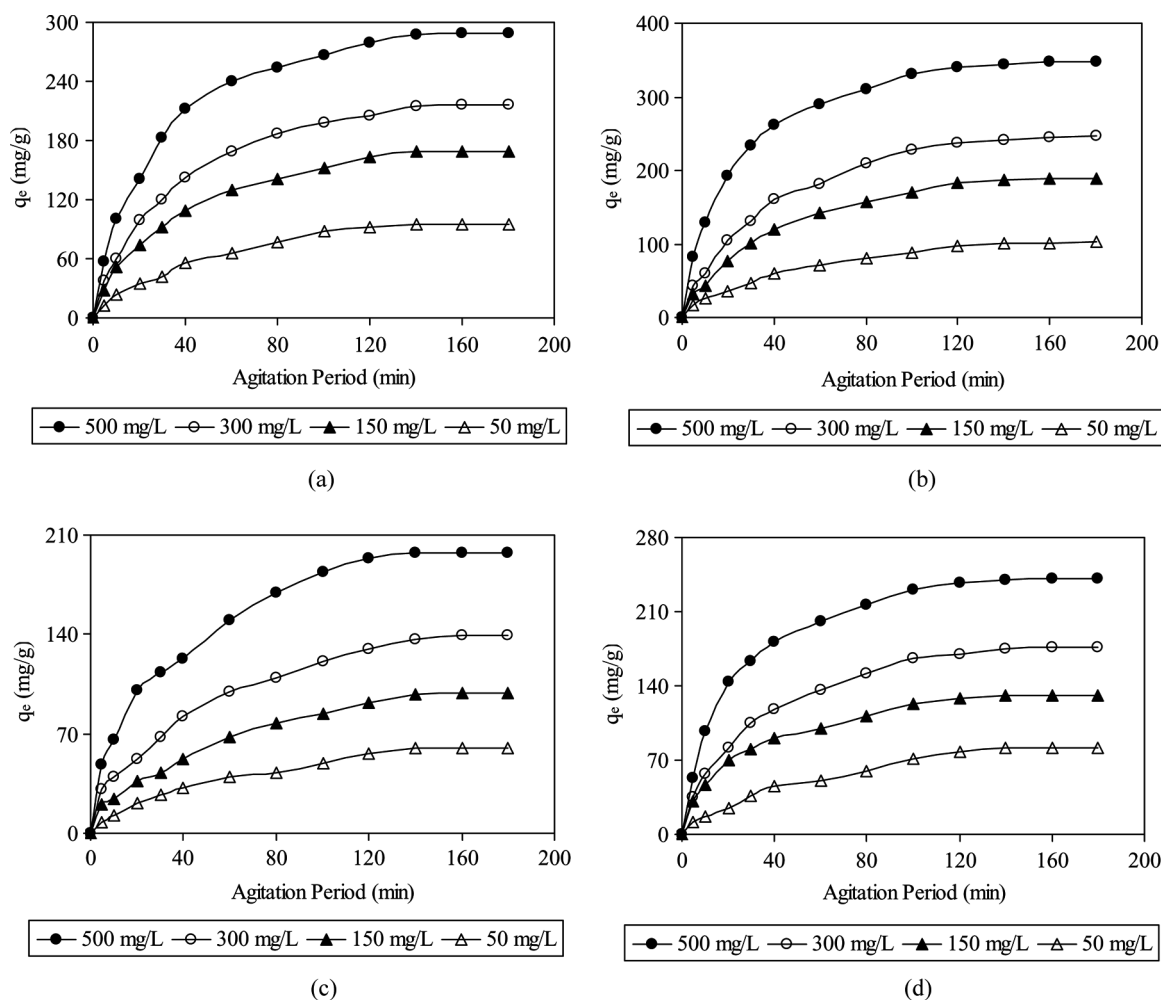 300
240
180
120
60
0
qe (mg/g)
0 40 80 120 160 200
Agitation Period (min)
500 mg/L 300 mg/L 150 mg/L 50 mg/L
(a)
400
300
200
100
0
qe (mg/g)
0 40 80 120 160 200
Agitation Period (min)
500 mg/L 300 mg/L 150 mg/L 50 mg/L
(b)
210
140
70
0
qe (mg/g)
0 40 80 120 160 200
Agitation Period (min)
500 mg/L 300 mg/L 150 mg/L 50 mg/L
(c)
280
210
140
70
0
qe (mg/g)
0 40 80 120 160 200
Agitation Period (min)
500 mg/L 300 mg/L 150 mg/L 50 mg/L
(d)